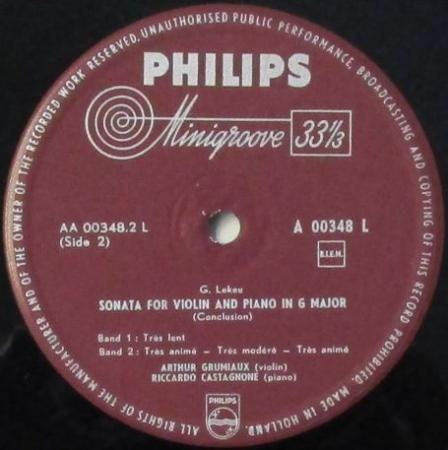 ALL RIGHTS OF THE MANUFACTURER AND OF THE OWNER OF THE RECORDED WORK RESERVED. UNAUTHORISED PUBLIC PERFORMANCE, BROADCASTING AND COPYING OF THIS RECORD PROHIBITED. MADE IN HOLLAND.
PHILIPS
Minigroove 33⅓
AA 00348.2 L
(Side 2)
A 00348 L
B.I.E.M.
G. Lekeu
SONATA FOR VIOLIN AND PIANO IN G MAJOR
(Conclusion)
Band 1 : Très lent
Band 2 : Très animé — Très modéré — Très animé
ARTHUR GRUMIAUX (violin)
RICCARDO CASTAGNONE (piano)
PHILIPS